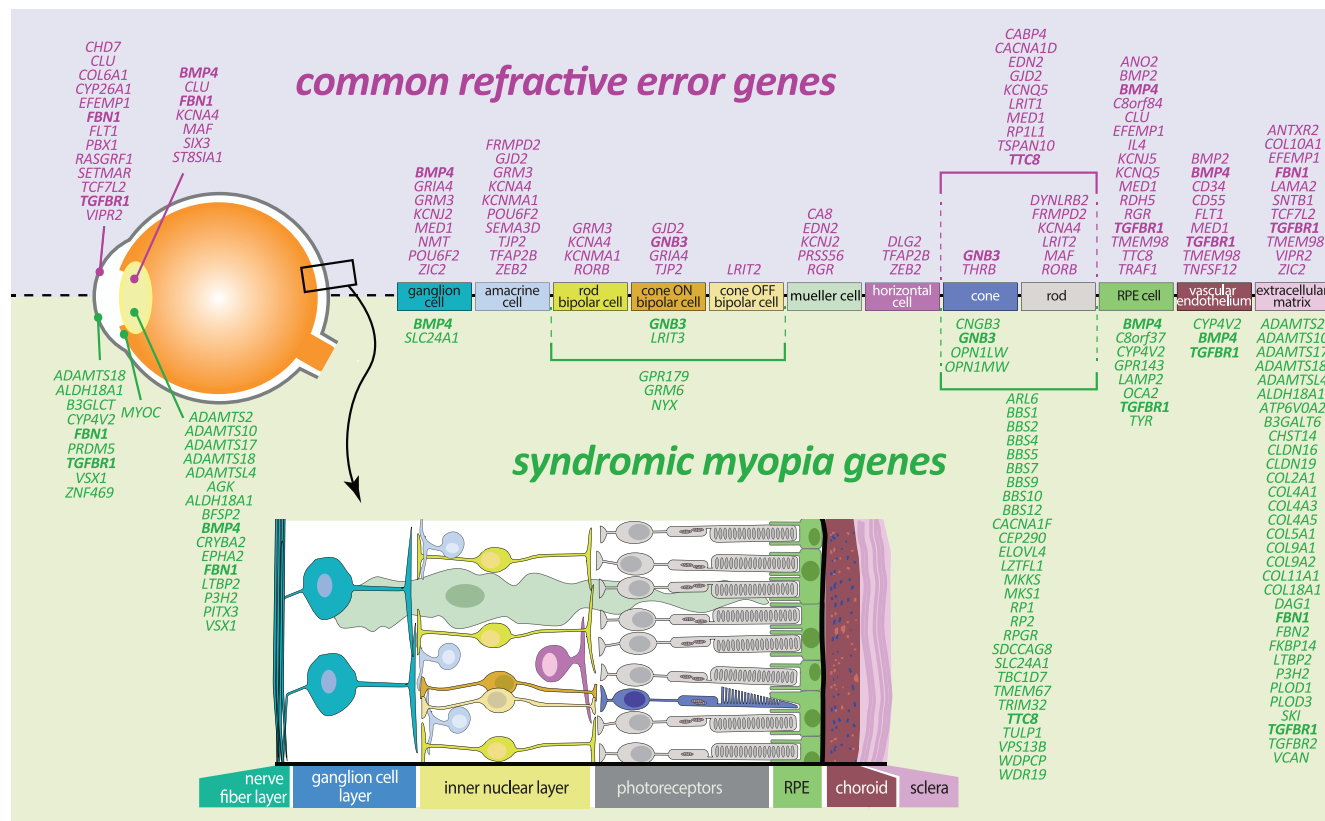 common refractive error genes
CHD7
CLU
COL6A1
CYP26A1
EFEMP1
FBN1
FLT1
PBX1
RASGRF1
SETMAR
TCF7L2
TGFBR1
VIPR2
BMP4
CLU
FBN1
KCNA4
MAF
SIX3
ST8SIA1
BMP4
GRIA4
GRM3
KCNJ2
MED1
NMT
POU6F2
ZIC2
FRMPD2
GJD2
GRM3
KCNA4
KCNMA1
POU6F2
SEMA3D
TJP2
TFAP2B
ZEB2
GRM3
KCNA4
KCNMA1
RORB
GJD2
GNB3
GRIA4
TJP2
LRIT2
CA8
EDN2
KCNJ2
PRSS56
RGR
DLG2
TFAP2B
ZEB2
CABP4
CACNA1D
EDN2
GJD2
KCNQ5
LRIT1
MED1
RP1L1
TSPAN10
TTC8
GNB3
THRB
DYNLRB2
FRMPD2
KCNA4
LRIT2
MAF
RORB
ANO2
BMP2
BMP4
C8orf84
CLU
EFEMP1
IL4
KCNJ5
KCNQ5
MED1
RDH5
RGR
TGFBR1
TMEM98
TTC8
TRAF1
BMP2
BMP4
CD34
CD55
FLT1
MED1
TGFBR1
TMEM98
TNFSF12
ANTXR2
COL10A1
EFEMP1
FBN1
LAMA2
SNTB1
TCF7L2
TGFBR1
TMEM98
VIPR2
ZIC2
ganglion
cell
amacrine
cell
rod
bipolar cell
cone ON
bipolar cell
cone OFF
bipolar cell
mueller cell
horizontal
cell
cone
rod
RPE cell
vascular
endothelium
extracellular
matrix
BMP4
SLC24A1
GNB3
LRIT3
GPR179
GRM6
NYX
CNGB3
GNB3
OPN1LW
OPN1MW
ARL6
BBS1
BBS2
BBS4
BBS5
BBS7
BBS9
BBS10
BBS12
CACNA1F
CEP290
ELOVL4
LZTFL1
MKKS
MKS1
RP1
RP2
RPGR
SDCCAG8
SLC24A1
TBC1D7
TMEM67
TRIM32
TTC8
TULP1
VPS13B
WDPCP
WDR19
BMP4
C8orf37
CYP4V2
GPR143
LAMP2
OCA2
TGFBR1
TYR
CYP4V2
BMP4
TGFBR1
ADAMTS2
ADAMTS10
ADAMTS17
ADAMTS18
ADAMTSL4
ALDH18A1
ATP6V0A2
B3GALT6
CHST14
CLDN16
CLDN19
COL2A1
COL4A1
COL4A3
COL4A5
COL5A1
COL9A1
COL9A2
COL11A1
COL18A1
DAG1
FBN1
FBN2
FKBP14
LTBP2
P3H2
PLOD1
PLOD3
SKI
TGFBR1
TGFBR2
VCAN
ADAMTS18
ALDH18A1
B3GLCT
CYP4V2
FBN1
PRDM5
TGFBR1
VSX1
ZNF469
MYOC
ADAMTS2
ADAMTS10
ADAMTS17
ADAMTS18
ADAMTSL4
AGK
ALDH18A1
BFSP2
BMP4
CRYBA2
EPHA2
FBN1
LTBP2
P3H2
PITX3
VSX1
syndromic myopia genes
nerve
fiber layer
ganglion cell
layer
inner nuclear layer
photoreceptors
RPE
choroid
sclera